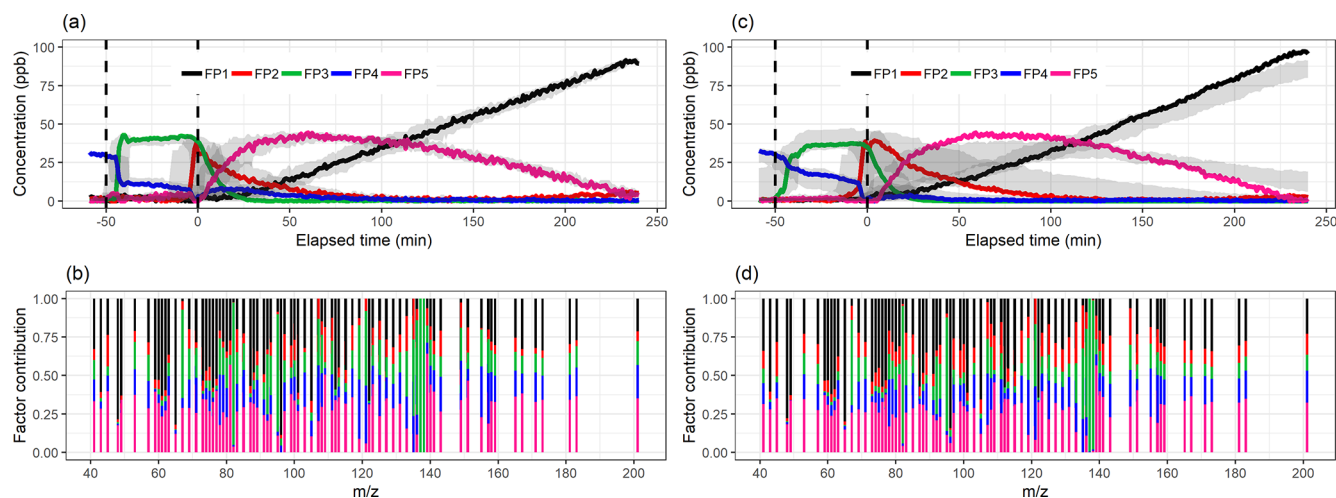 (a)
Concentration (ppb)
100
75
50
25
0
FP1 FP2 FP3 FP4 FP5
-50 0 50 100 150 200 250
Elapsed time (min)
(c)
Concentration (ppb)
100
75
50
25
0
FP1 FP2 FP3 FP4 FP5
-50 0 50 100 150 200 250
Elapsed time (min)
(b)
Factor contribution
1.00
0.75
0.50
0.25
0.00
40 60 80 100 120 140 160 180 200
m/z
(d)
Factor contribution
1.00
0.75
0.50
0.25
0.00
40 60 80 100 120 140 160 180 200
m/z